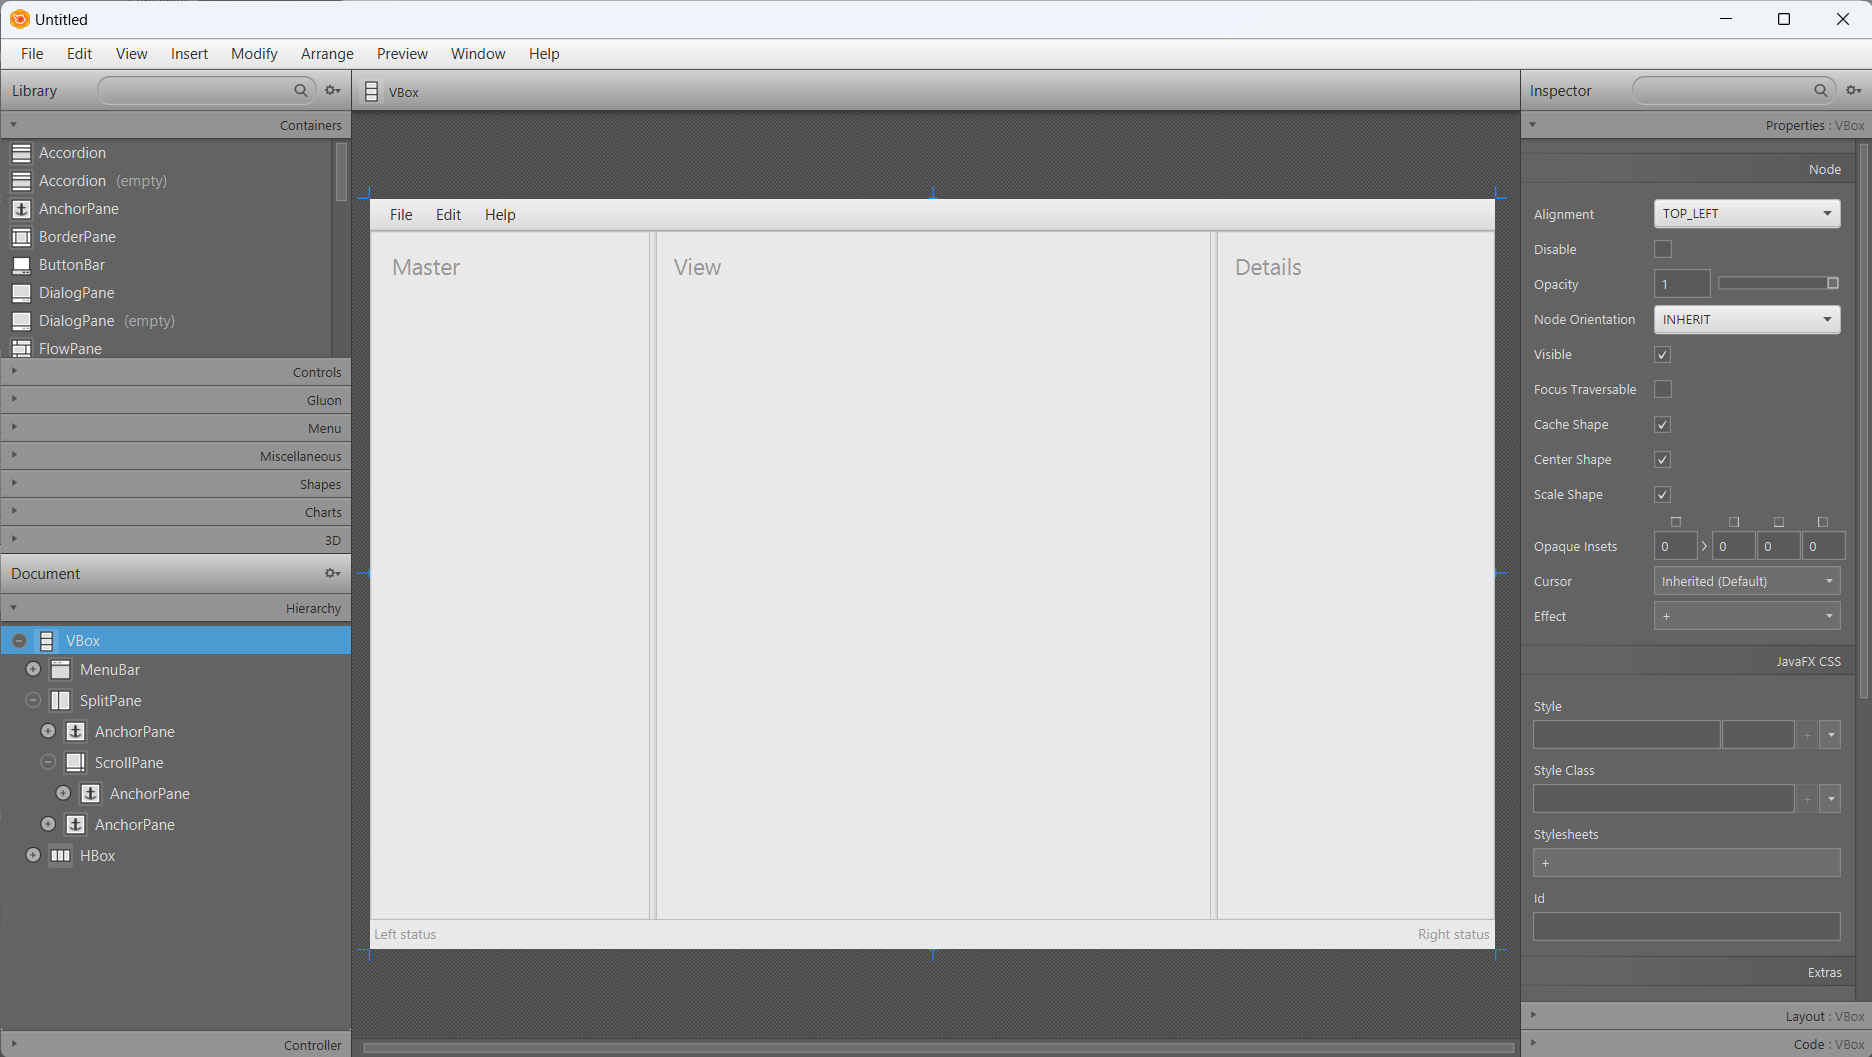 Untitled
File Edit View Insert Modify Arrange Preview Window Help
Library
Containers
Accordion
Accordion (empty)
AnchorPane
BorderPane
ButtonBar
DialogPane
DialogPane (empty)
FlowPane
Controls
Gluon
Menu
Miscellaneous
Shapes
Charts
3D
Document
Hierarchy
VBox
MenuBar
SplitPane
AnchorPane
ScrollPane
AnchorPane
AnchorPane
HBox
Controller
VBox
File Edit Help
Master View Details
Left status Right status
Inspector
Properties : VBox
Node
Alignment TOP_LEFT
Disable
Opacity 1
Node Orientation INHERIT
Visible
Focus Traversable
Cache Shape
Center Shape
Scale Shape
Opaque Insets 0 0 0 0
Cursor Inherited (Default)
Effect +
JavaFX CSS
Style
+
Style Class
+
Stylesheets
+
Id
Extras
Layout : VBox
Code : VBox